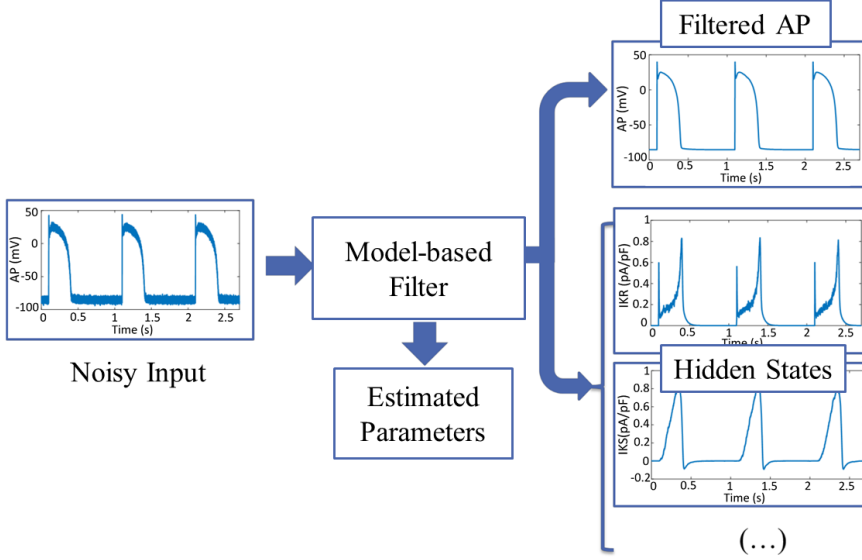 Filtered AP
50
0
-50
-100
AP (mV)
0 0.5 1 1.5 2 2.5
Time (s)
50
0
-50
-100
AP (mV)
0 0.5 1 1.5 2 2.5
Time (s)
Noisy Input
Model-based
Filter
Estimated
Parameters
1
0.8
0.6
0.4
0.2
0
IKR (pA/pF)
0 0.5 1 1.5 2 2.5
Time (s)
Hidden States
0.8
0.6
0.4
0.2
0
-0.2
IKS(pA/pF)
0 0.5 1 1.5 2 2.5
Time (s)
(...)